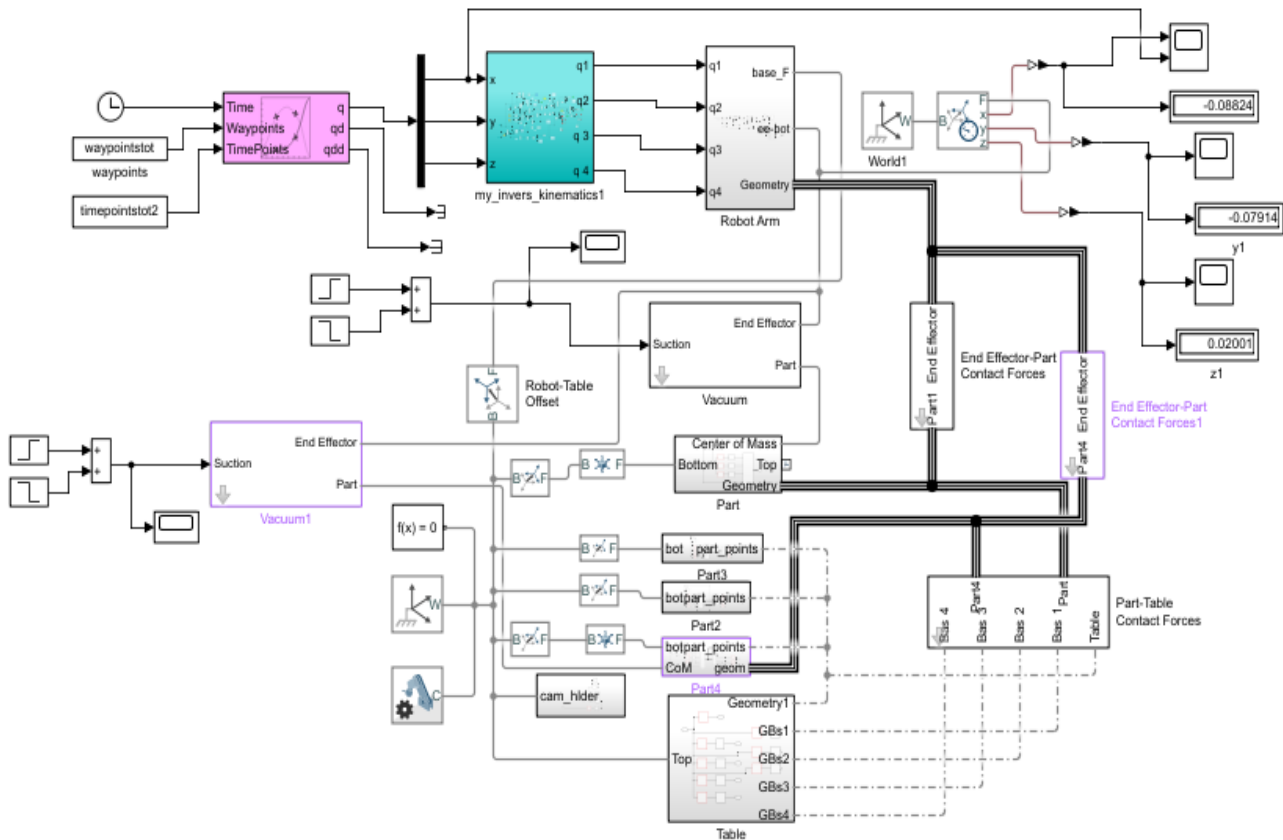 Time
Waypoints
TimePoints
q
qd
qdd
waypointstot
waypoints
timepointstot2
x
y
z
q1
q2
q 3
q 4
my_invers_kinematics1
q1
q2
q3
q4
base_F
ee-bot
Geometry
Robot Arm
W
World1
B
F
x
y
z
-0.08824
-0.07914
y1
0.02001
z1
+
+
Suction
End Effector
Part
Vacuum
F
B
Robot-Table
Offset
End Effector
Part1
End Effector-Part
Contact Forces
End Effector
Part4
End Effector-Part
Contact Forces1
+
+
Suction
End Effector
Part
Vacuum1
B
F
B
F
Center of Mass
Bottom
Top
Geometry
Part
f(x) = 0
B
F
bot
part_points
Part3
W
B
F
bot
part_points
Part2
B
F
B
F
bot
part_points
CoM
geom
Part4
C
cam_hlder
Part4
Part
Bas 4
Bas 3
Bas 2
Bas 1
Table
Part-Table
Contact Forces
Top
Geometry1
GBs1
GBs2
GBs3
GBs4
Table